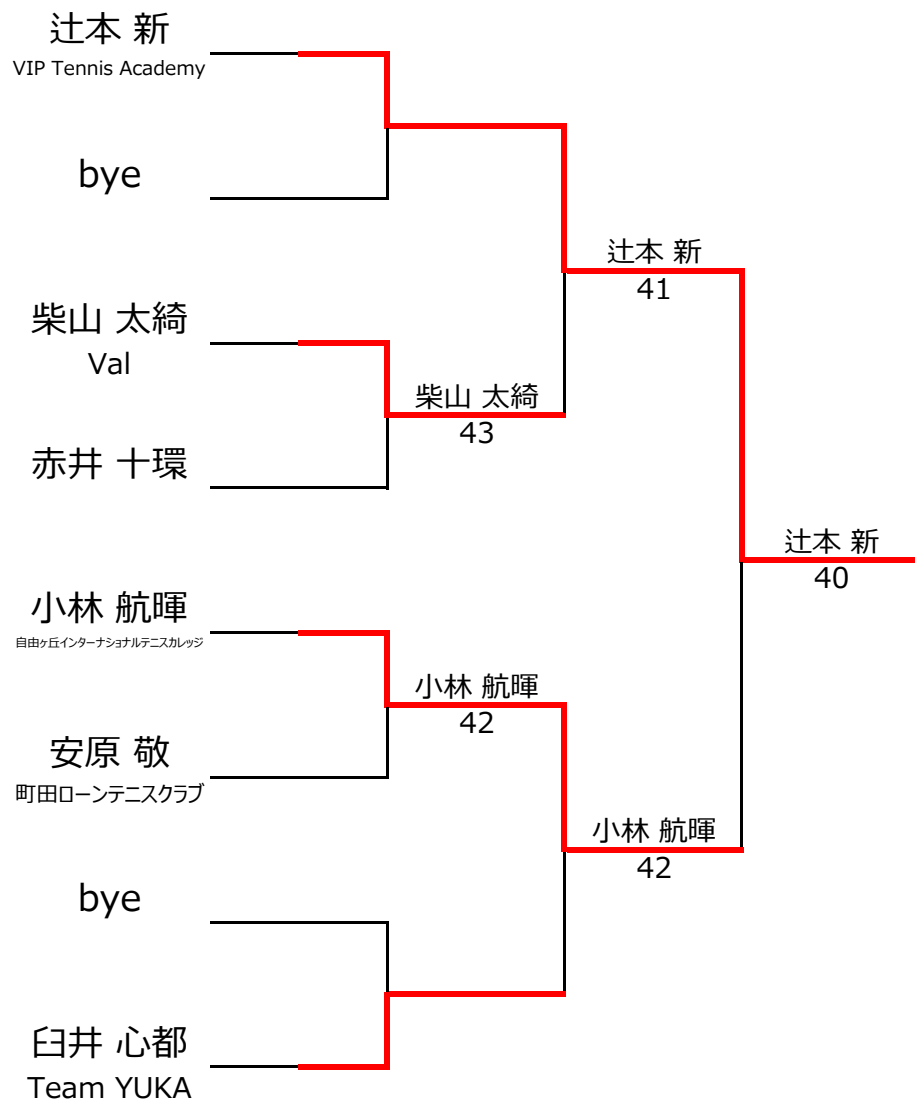 辻本 新
VIP Tennis Academy
bye
辻本 新
41
柴山 太綺
Val
柴山 太綺
43
赤井 十環
辻本 新
40
小林 航暉
自由ヶ丘インターナショナルテニスカレッジ
小林 航暉
42
安原 敬
町田ローンテニスクラブ
小林 航暉
42
bye
臼井 心都
Team YUKA